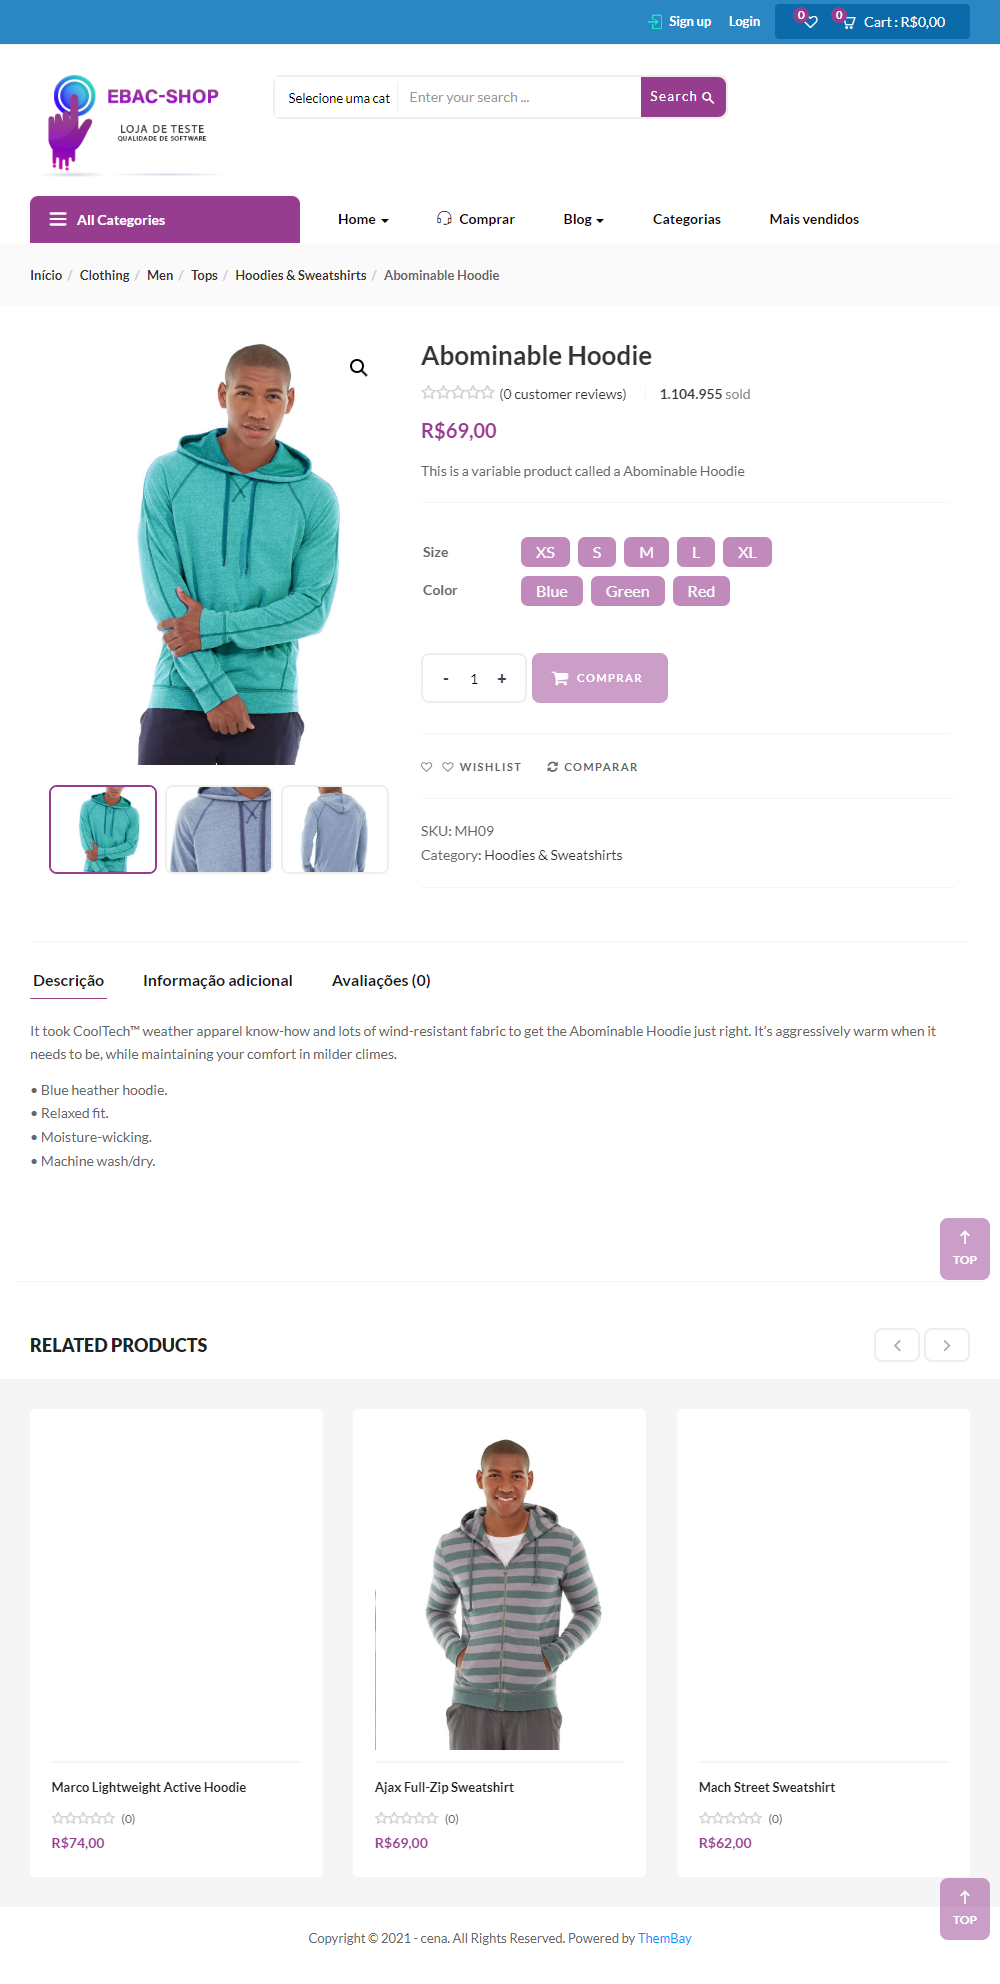 Sign up Login 0 0 Cart : R$0,00
EBAC-SHOP
LOJA DE TESTE
QUALIDADE DE SOFTWARE
Selecione uma cat Enter your search ... Search
All Categories Home Comprar Blog Categorias Mais vendidos
Início / Clothing / Men / Tops / Hoodies & Sweatshirts / Abominable Hoodie
Abominable Hoodie
(0 customer reviews) 1.104.955 sold
R$69,00
This is a variable product called a Abominable Hoodie
Size XS S M L XL
Color Blue Green Red
- 1 + COMPRAR
WISHLIST COMPARAR
SKU: MH09
Category: Hoodies & Sweatshirts
Descrição Informação adicional Avaliações (0)
It took CoolTech™ weather apparel know-how and lots of wind-resistant fabric to get the Abominable Hoodie just right. It's aggressively warm when it
needs to be, while maintaining your comfort in milder climes.
• Blue heather hoodie.
• Relaxed fit.
• Moisture-wicking.
• Machine wash/dry.
TOP
RELATED PRODUCTS
Marco Lightweight Active Hoodie
(0)
R$74,00
Ajax Full-Zip Sweatshirt
(0)
R$69,00
Mach Street Sweatshirt
(0)
R$62,00
TOP
Copyright © 2021 - cena. All Rights Reserved. Powered by ThemBay